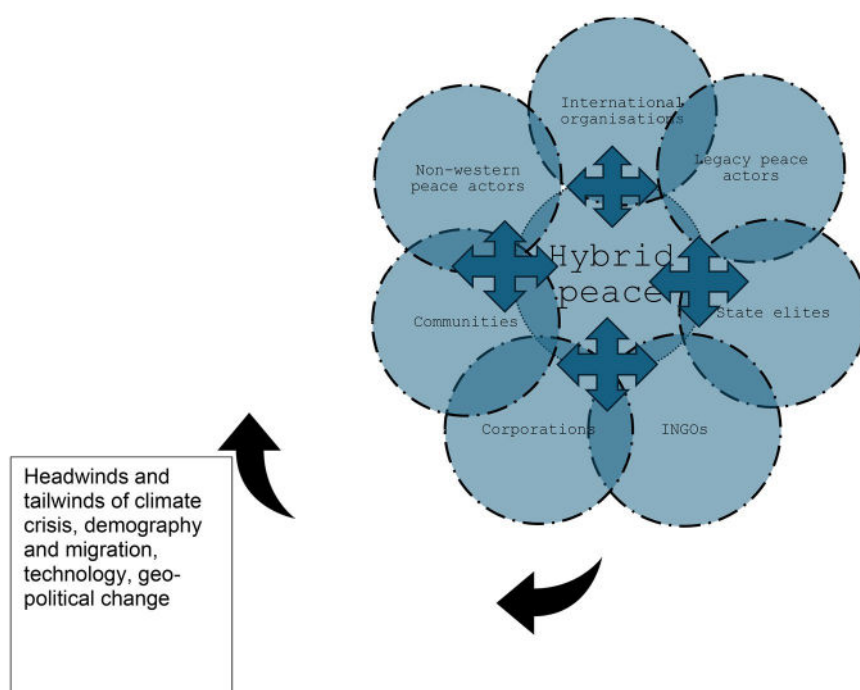 International
organisations
Legacy peace
actors
Non-western
peace actors
Hybrid
peace
State elites
Communities
Corporations
INGOs
Headwinds and
tailwinds of climate
crisis, demography
and migration,
technology, geo-
political change